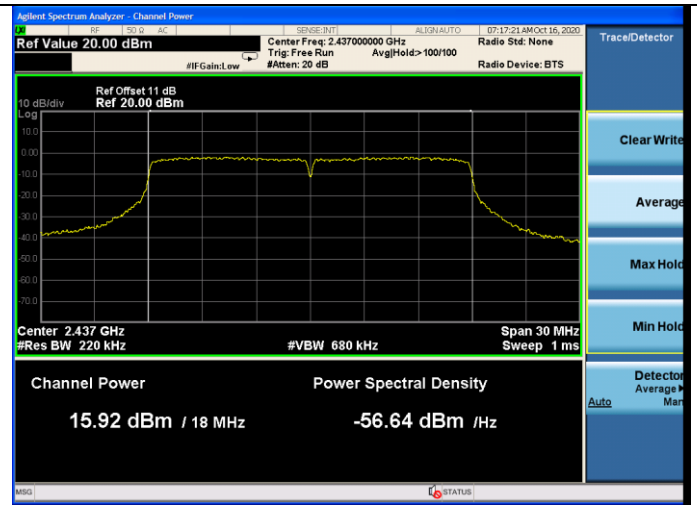 Agilent Spectrum Analyzer - Channel Power
RF 50 Ω AC SENSE:INT ALIGN AUTO 07:17:21 AM Oct 16, 2020
Ref Value 20.00 dBm Center Freq: 2.437000000 GHz Radio Std: None
Trig: Free Run Avg|Hold:>100/100
#IFGain:Low #Atten: 20 dB Radio Device: BTS
Trace/Detector
Ref Offset 11 dB
10 dB/div Ref 20.00 dBm
Log
10.0
0.00
-10.0
-20.0
-30.0
-40.0
-50.0
-60.0
-70.0
Center 2.437 GHz Span 30 MHz
#Res BW 220 kHz #VBW 680 kHz Sweep 1 ms
Channel Power Power Spectral Density
15.92 dBm / 18 MHz -56.64 dBm /Hz
Clear Write
Average
Max Hold
Min Hold
Detector
Average
Auto Man
MSG STATUS